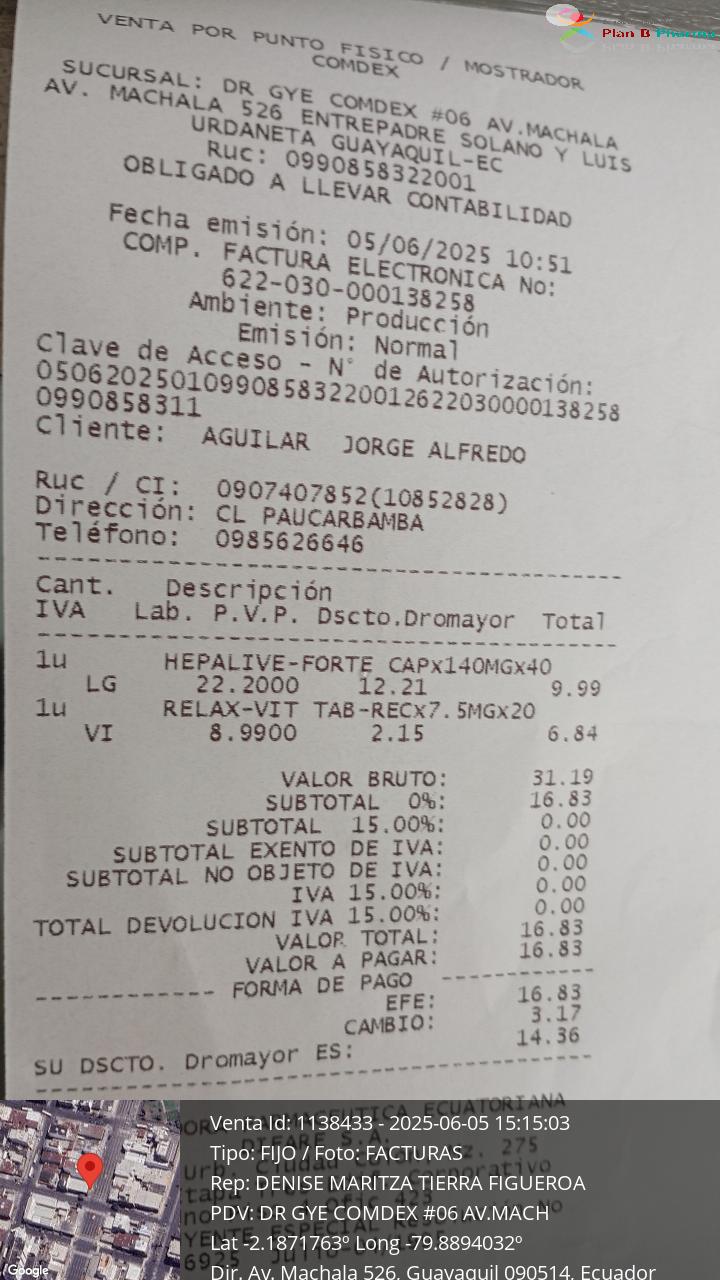 Plan B Pharma
VENTA POR PUNTO FISICO / MOSTRADOR
COMDEX
SUCURSAL: DR GYE COMDEX #06 AV.MACHALA
AV. MACHALA 526 ENTREPADRE SOLANO Y LUIS
URDANETA GUAYAQUIL-EC
Ruc: 0990858322001
OBLIGADO A LLEVAR CONTABILIDAD
Fecha emisión: 05/06/2025 10:51
COMP. FACTURA ELECTRONICA No:
622-030-000138258
Ambiente: Producción
Emisión: Normal
Clave de Acceso - N° de Autorización:
050620250109908583220012622030000138258
0990858311
Cliente: AGUILAR JORGE ALFREDO
Ruc / CI: 0907407852(10852828)
Dirección: CL PAUCARBAMBA
Teléfono: 0985626646
Cant. Descripción
IVA Lab. P.V.P. Dscto.Dromayor Total
1u HEPALIVE-FORTE CAPx140MGx40
LG 22.2000 12.21 9.99
1u RELAX-VIT TAB-RECx7.5MGx20
VI 8.9900 2.15 6.84
VALOR BRUTO: 31.19
SUBTOTAL 0%: 16.83
SUBTOTAL 15.00%: 0.00
SUBTOTAL EXENTO DE IVA: 0.00
SUBTOTAL NO OBJETO DE IVA: 0.00
IVA 15.00%: 0.00
TOTAL DEVOLUCION IVA 15.00%: 0.00
VALOR TOTAL: 16.83
VALOR A PAGAR: 16.83
------------ FORMA DE PAGO ----------
EFE: 16.83
CAMBIO: 3.17
SU DSCTO. Dromayor ES: 14.36
ECUATORIANA
Venta Id: 1138433 - 2025-06-05 15:15:03
Tipo: FIJO / Foto: FACTURAS
Rep: DENISE MARITZA TIERRA FIGUEROA
PDV: DR GYE COMDEX #06 AV.MACH
Lat -2.1871763º Long -79.8894032º
Dir. Av. Machala 526, Guayaquil 090514, Ecuador
Google